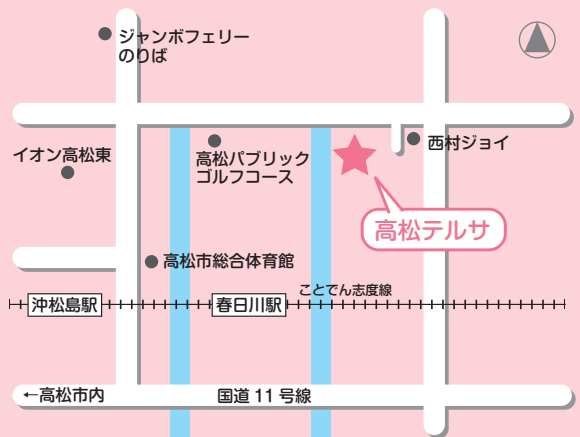 ジャンボフェリー
のりば
イオン高松東
高松パブリック
ゴルフコース
西村ジョイ
高松テルサ
高松市総合体育館
ことでん志度線
沖松島駅
春日川駅
←高松市内
国道 11 号線